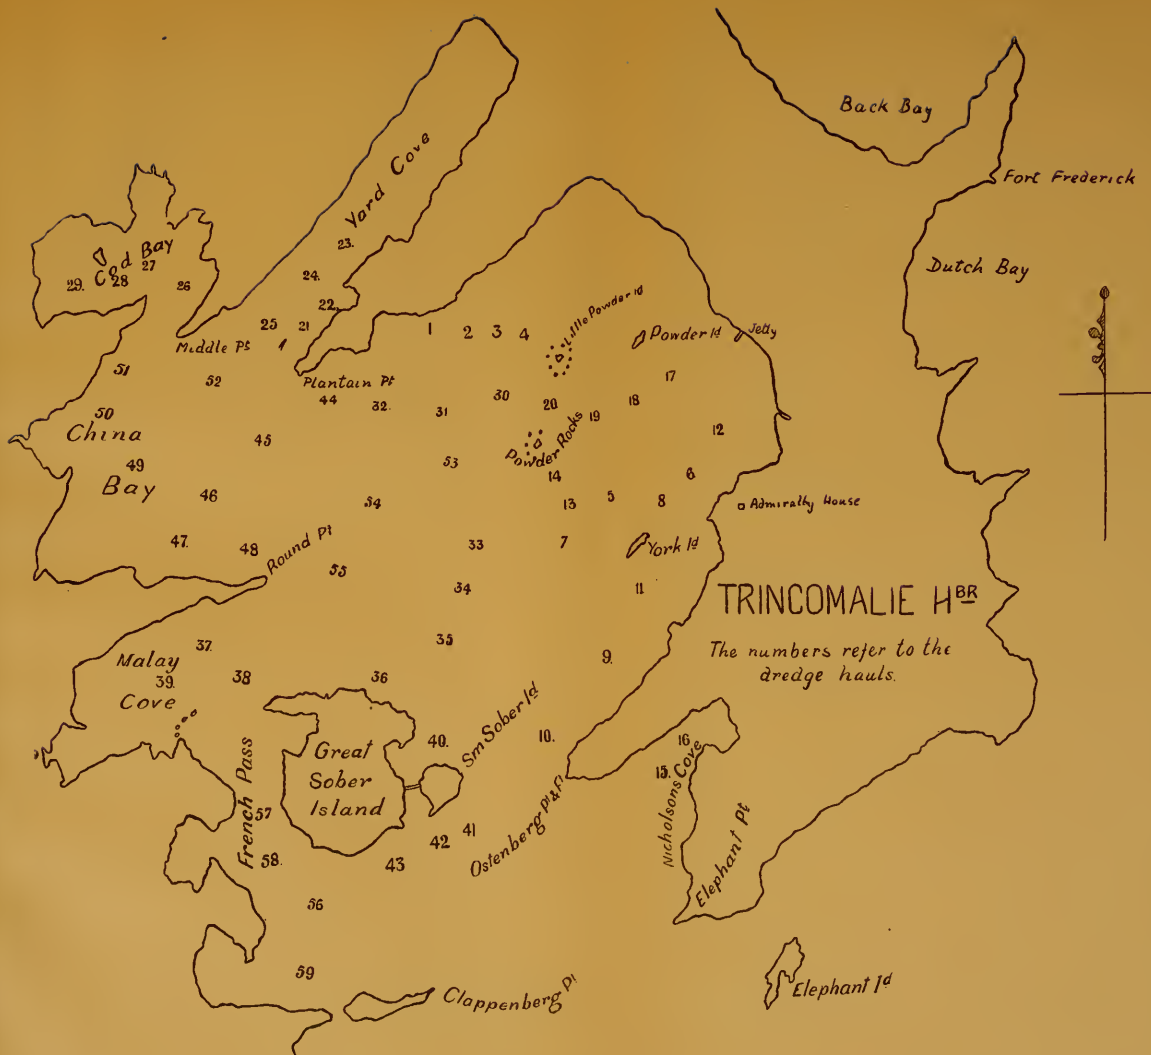 Back Bay
Yard Cove
Fort Frederick
Cod Bay
23.
27
29.
28
26
24.
Dutch Bay
22.
Little Powder Id
25
21
1
2
3
4
Powder Id
Jetty
Middle Pt
51
52
Plantain Pt
17
44
32.
31
30
20
19
18
50
China
45
Powder Rocks
12
49
53
14
6
Bay
46
54
13
5
8
Admiralty House
47.
48
Round Pt
33
7
York Id
55
34
11
TRINCOMALIE HBR
37.
35
9.
The numbers refer to the
dredge hauls.
Malay
39.
38
36
Cove
Sm Sober Id
40.
10.
16
Great
Sober
Island
15.
Nicholsons Cove
French Pass
57
42
41
Ostenberg Pt & Ft
58.
43
Elephant Pt
56
59
Clappenberg Pt
Elephant Id